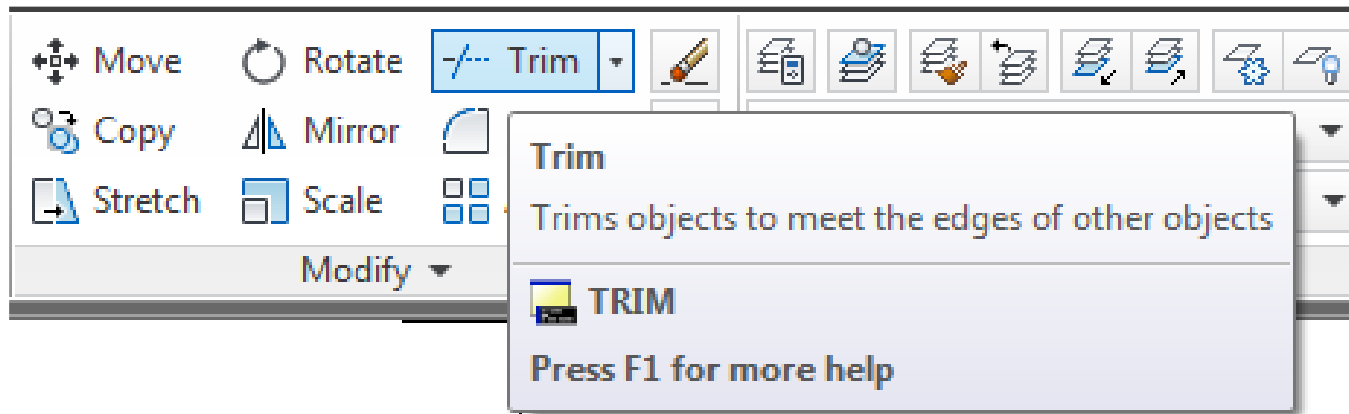 Move Rotate Trim
Copy Mirror
Stretch Scale
Modify
Trim
Trims objects to meet the edges of other objects
TRIM
Press F1 for more help